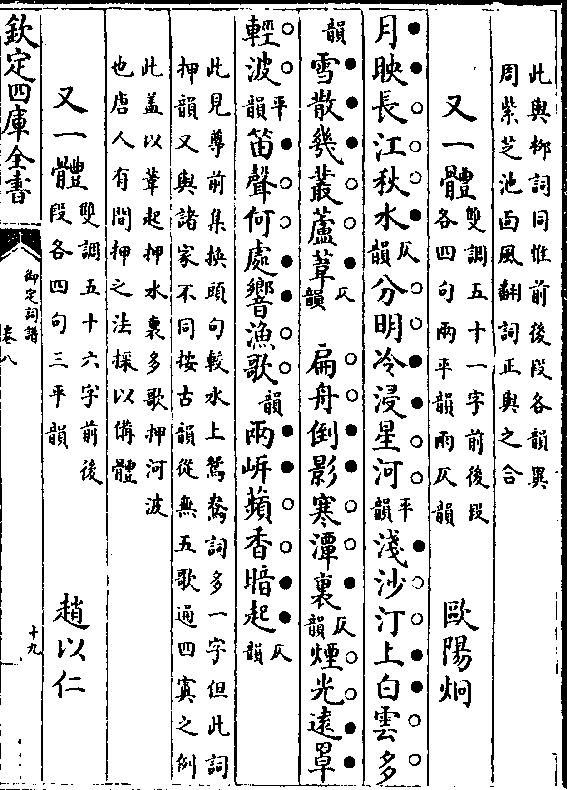 此與柳詞同惟前後段各韻異
周紫芝池面風翻詞正與之合
又一體 雙調五十一字前後段各四句兩平韻兩仄韻 歐陽炯
月映長江秋水仄韻分明冷浸星河平韻淺沙汀上白雲多
韻雪散幾叢蘆葦仄韻 扁舟倒影寒潭裏仄韻煙光遠罩
輕波平韻笛聲何處響漁歌韻兩岍蘋香暗起仄韻
此見尊前集換頭句較水上鴛鴦詞多一字但此詞
押韻又與諸家不同按古韻從無五歌通四寘之例
此盖以葦起押水裏多歌押河波
也唐人有間押之法採以備體
又一體 雙調五十六字前後段各四句三平韻 趙以仁
欽定四庫全書
御定詞譜
卷八
十九